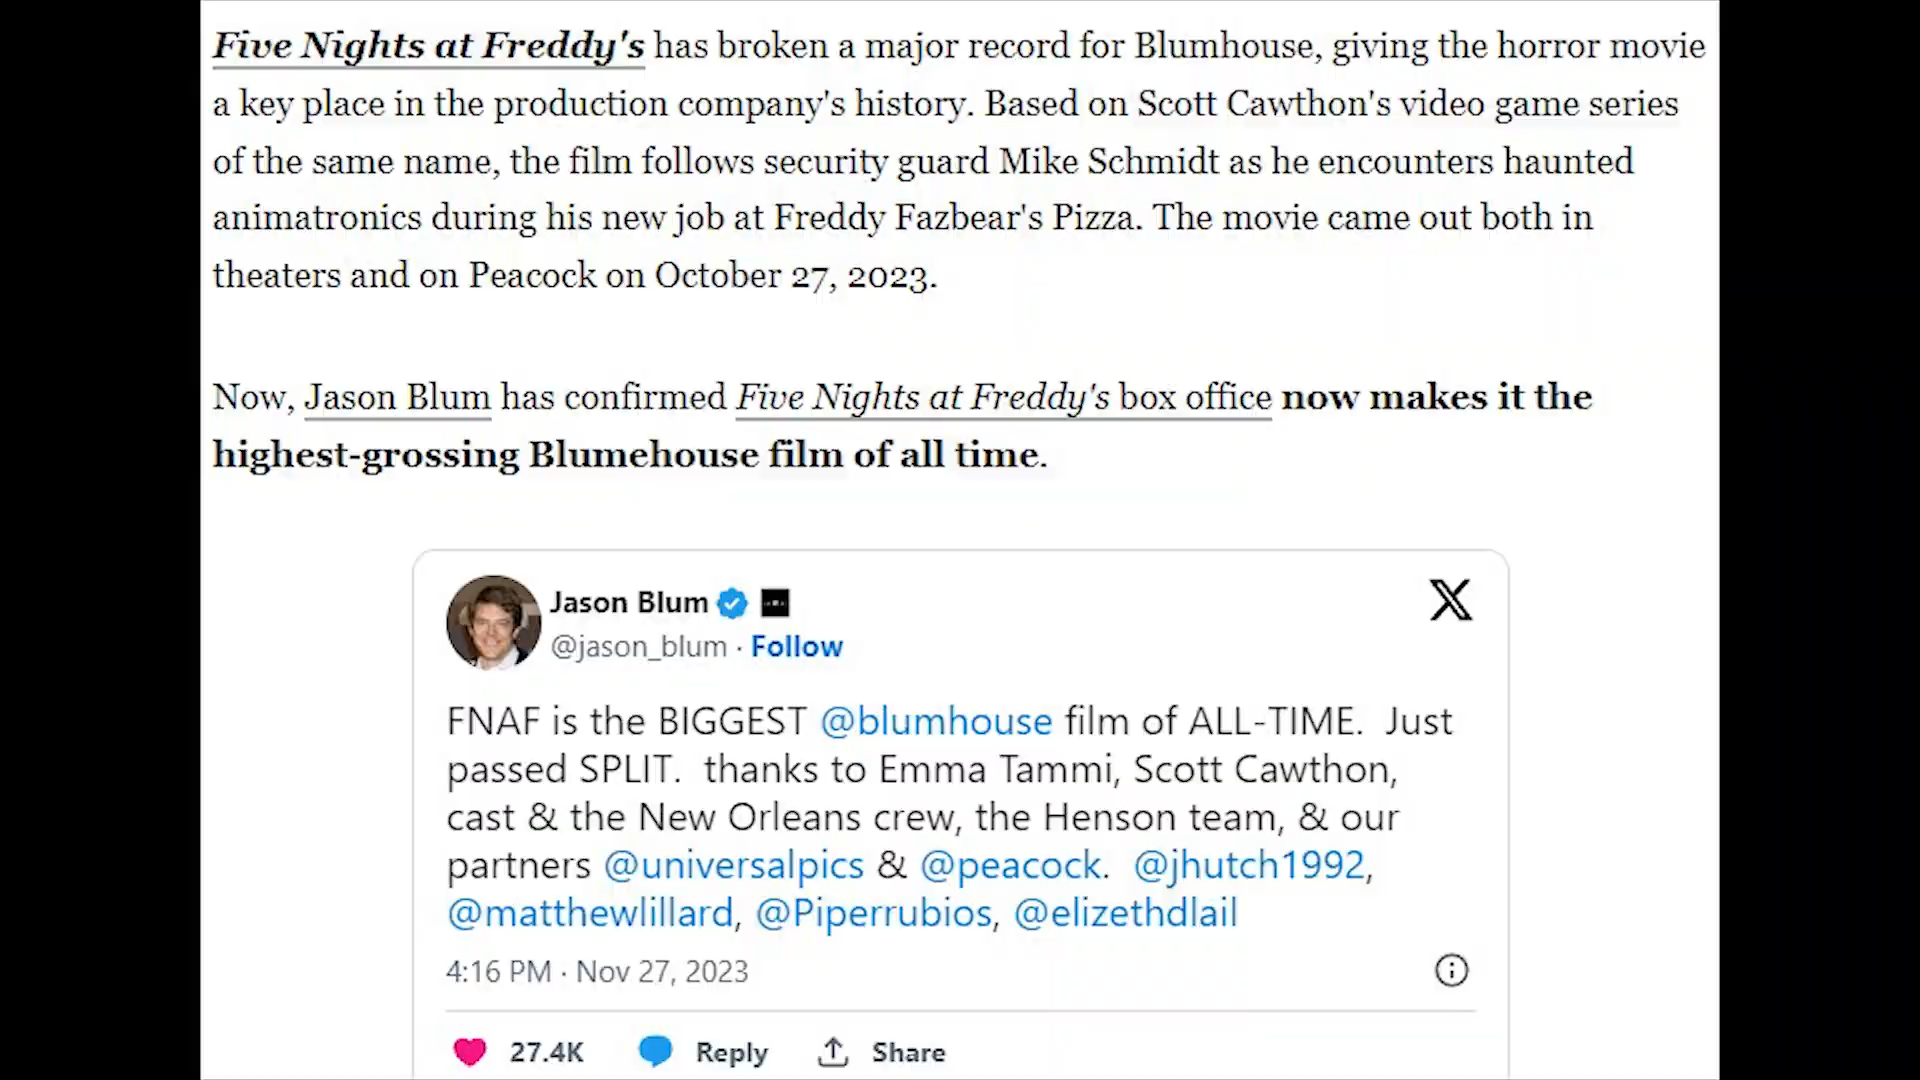 Five Nights at Freddy's has broken a major record for Blumhouse, giving the horror movie
a key place in the production company's history. Based on Scott Cawthon's video game series
of the same name, the film follows security guard Mike Schmidt as he encounters haunted
animatronics during his new job at Freddy Fazbear's Pizza. The movie came out both in
theaters and on Peacock on October 27, 2023.
Now, Jason Blum has confirmed Five Nights at Freddy's box office now makes it the
highest-grossing Blumehouse film of all time.
Jason Blum
@jason_blum · Follow
FNAF is the BIGGEST @blumhouse film of ALL-TIME. Just
passed SPLIT. thanks to Emma Tammi, Scott Cawthon,
cast & the New Orleans crew, the Henson team, & our
partners @universalpics & @peacock. @jhutch1992,
@matthewlillard, @Piperrubios, @elizethdlail
4:16 PM · Nov 27, 2023
27.4K Reply Share